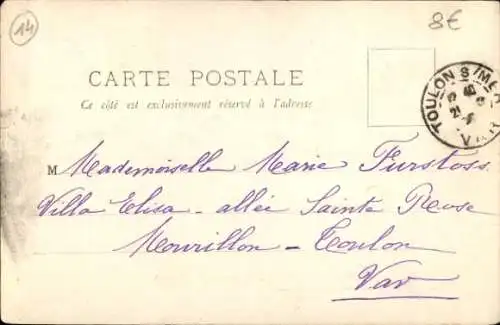 14
8€
CARTE POSTALE
Ce côté est exclusivement réservé à l'adresse
TOULON S/MER
VAR
M Mademoiselle Marie Furstoss
Villa Elisa - allée Sainte Rose
Mourillon - Toulon
Var